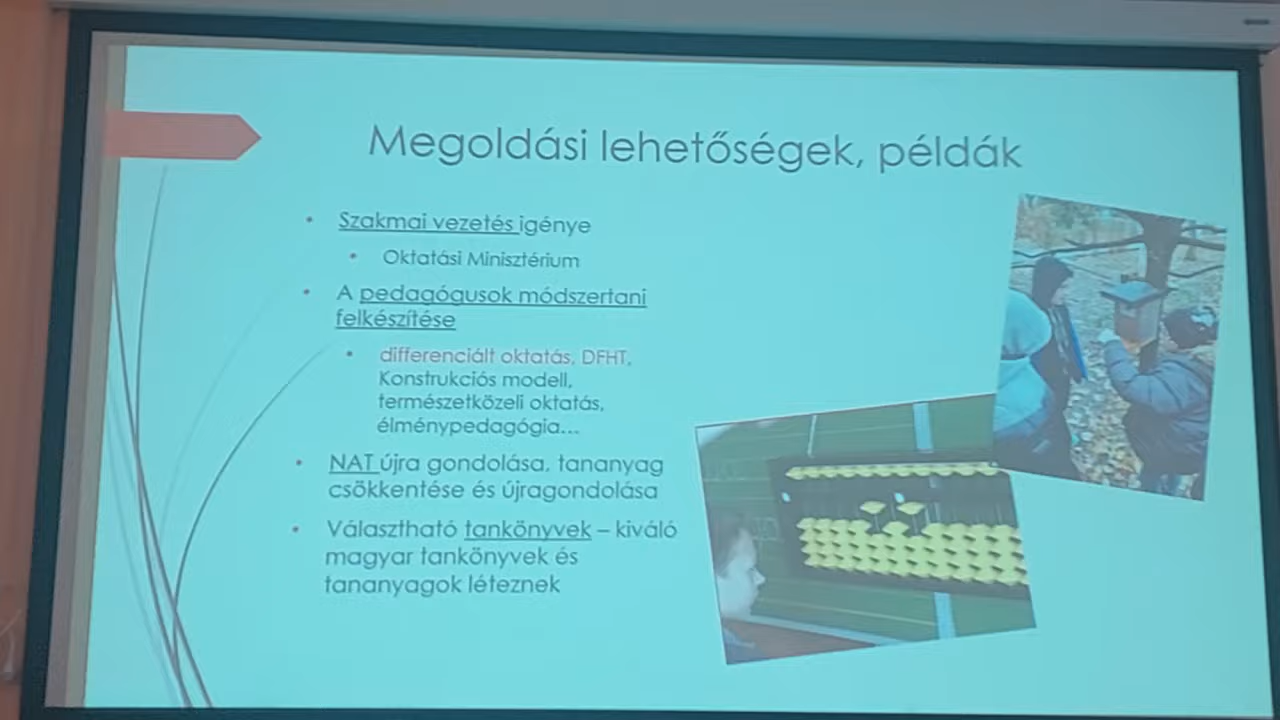 Megoldási lehetőségek, példák
• Szakmai vezetés igénye
• Oktatási Minisztérium
• A pedagógusok módszertani
felkészítése
• differenciált oktatás, DFHT,
Konstrukciós modell,
természetközeli oktatás,
élménypedagógia...
• NAT újra gondolása, tananyag
csökkentése és újragondolása
• Választható tankönyvek – kiváló
magyar tankönyvek és
tananyagok léteznek